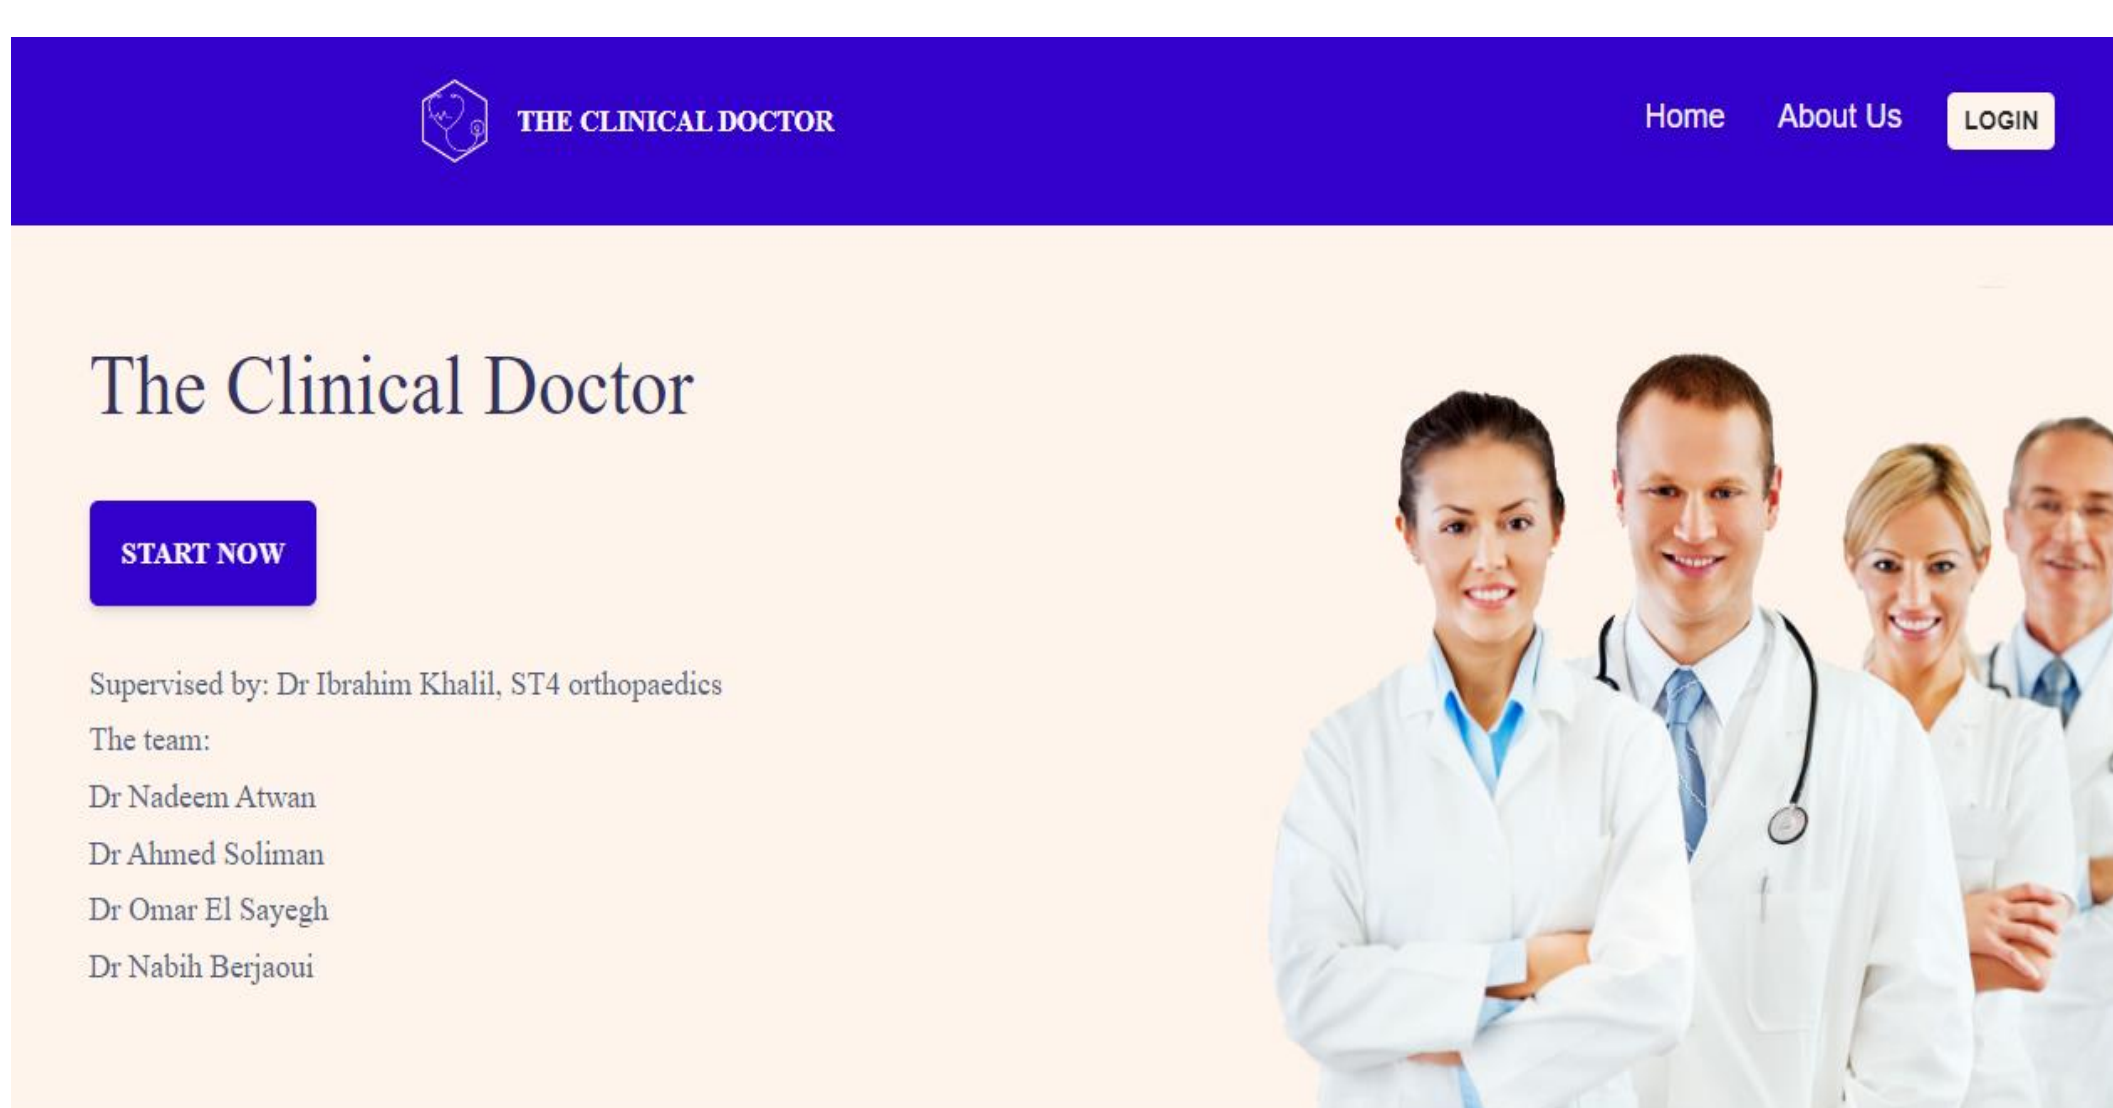 THE CLINICAL DOCTOR
Home
About Us
LOGIN
The Clinical Doctor
START NOW
Supervised by: Dr Ibrahim Khalil, ST4 orthopaedics
The team:
Dr Nadeem Atwan
Dr Ahmed Soliman
Dr Omar El Sayegh
Dr Nabih Berjaoui